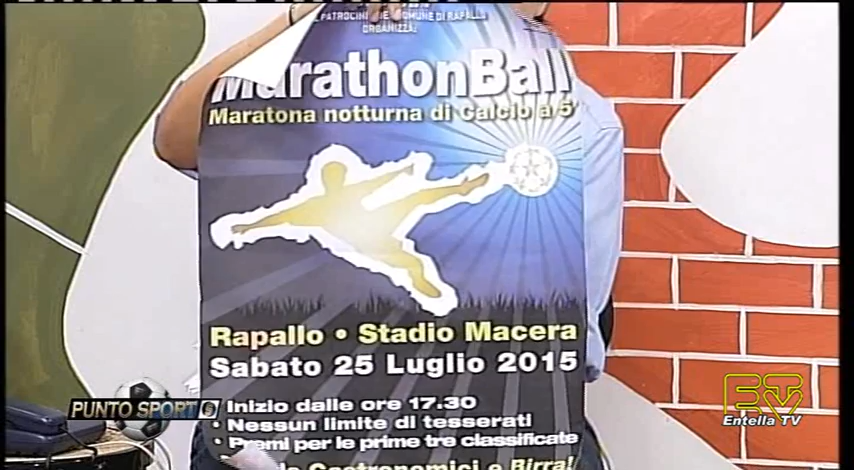 PATROCINI DEL COMUNE DI RAPALLO
ORGANIZZA:
MarathonBall
Maratona notturna di Calcio a 5
Rapallo • Stadio Macera
Sabato 25 Luglio 2015
• Inizio dalle ore 17.30
• Nessun limite di tesserati
• Premi per le prime tre classificate
Gastronomici e Birra!
PUNTO SPORT
ETV
Entella TV